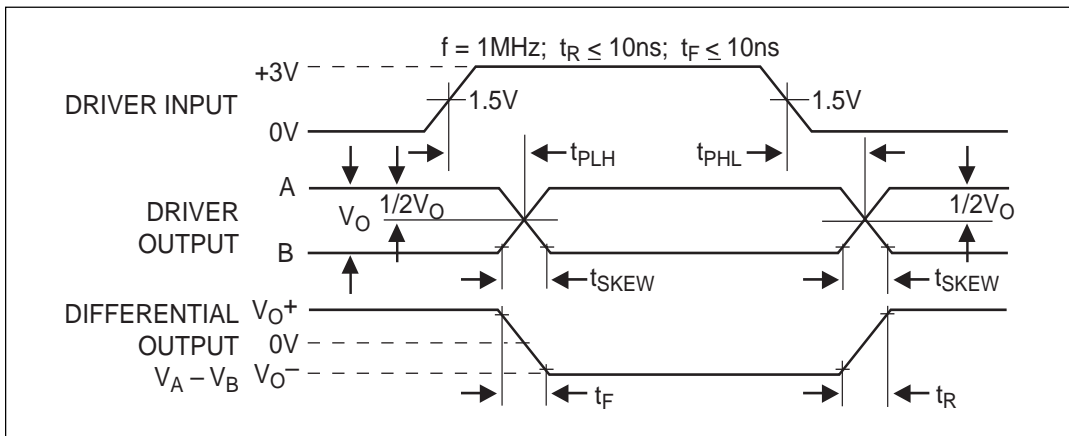 f = 1MHz; tR ≤ 10ns; tF ≤ 10ns
+3V
DRIVER INPUT
1.5V
1.5V
0V
tPLH
tPHL
A
DRIVER
OUTPUT
VO
1/2VO
1/2VO
B
tSKEW
tSKEW
DIFFERENTIAL
OUTPUT
VA – VB
VO+
0V
VO–
tF
tR